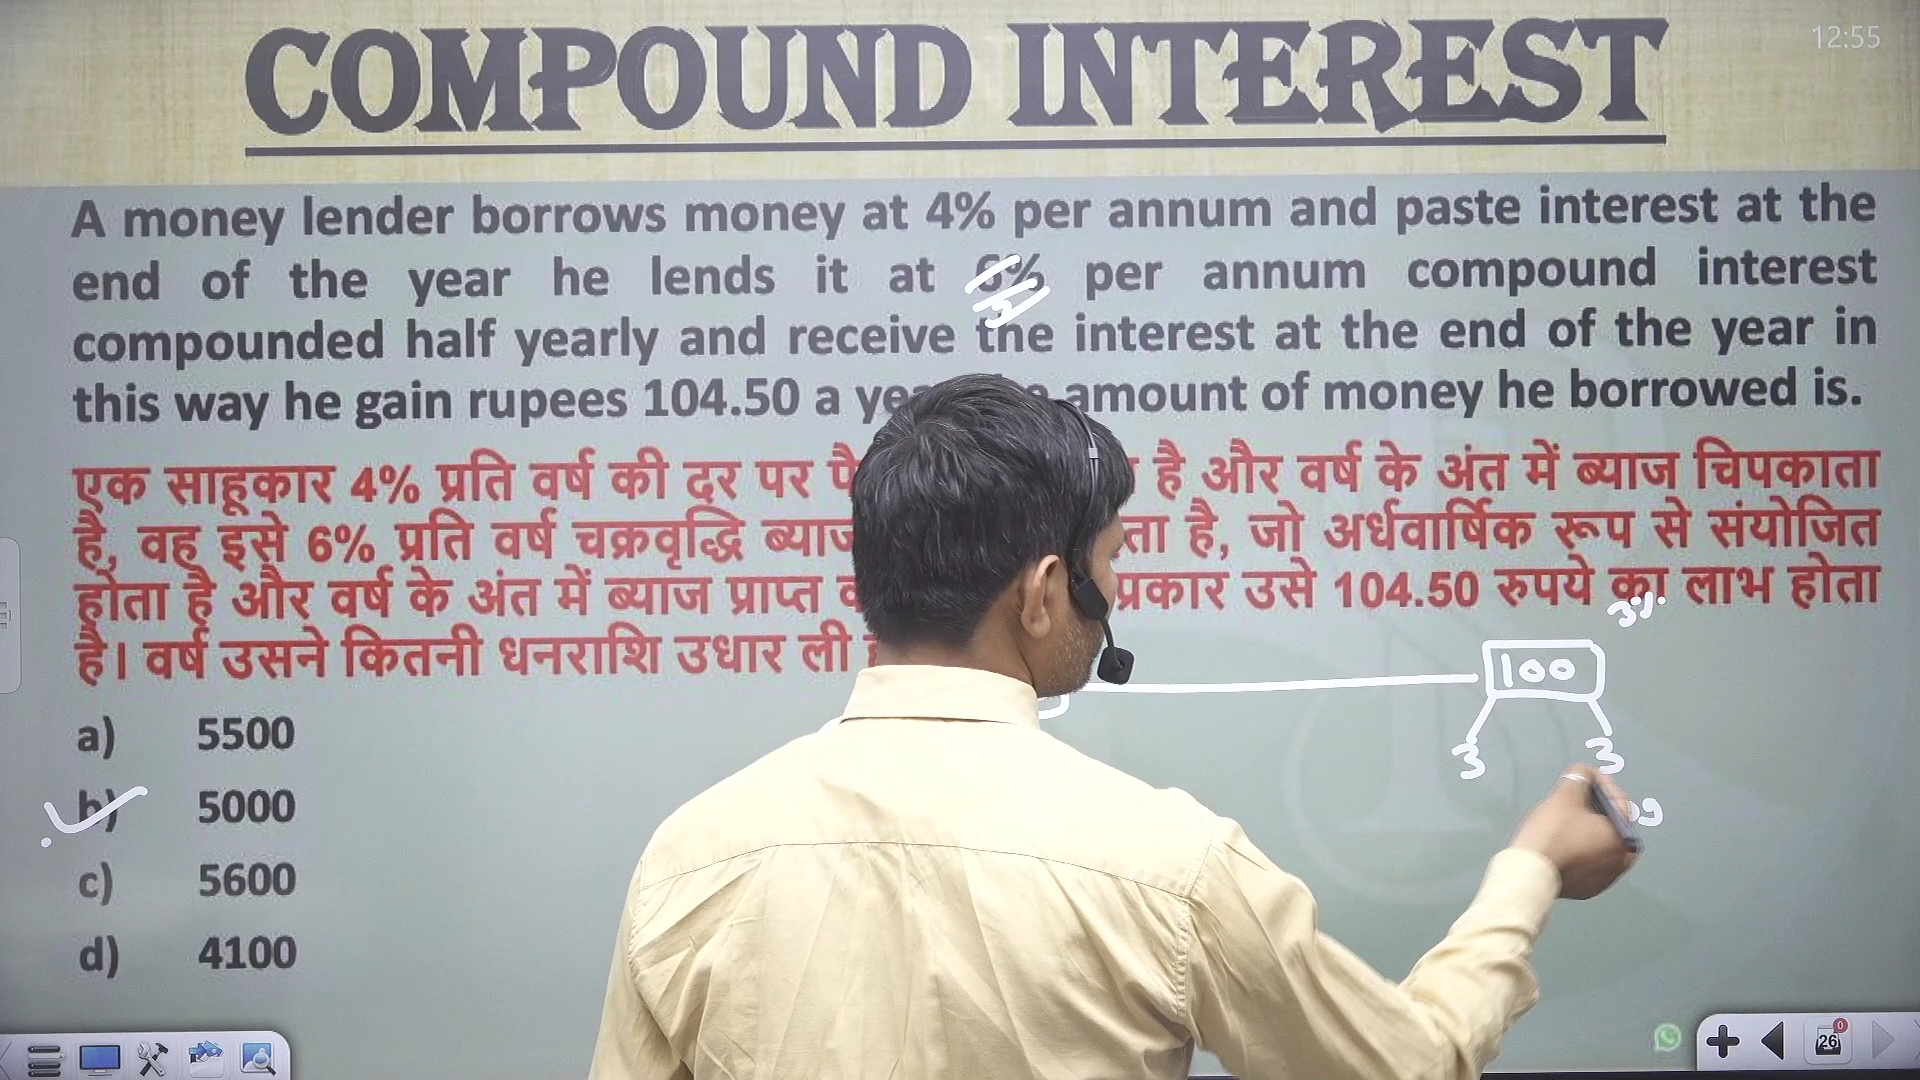 COMPOUND INTEREST
12:55
A money lender borrows money at 4% per annum and paste interest at the
end of the year he lends it at 6% per annum compound interest
compounded half yearly and receive the interest at the end of the year in
this way he gain rupees 104.50 a amount of money he borrowed is.
एक साहूकार 4% प्रति वर्ष की दर पर है और वर्ष के अंत में ब्याज चिपकाता
है, वह इसे 6% प्रति वर्ष चक्रवृद्धि है, जो अर्धवार्षिक रूप से संयोजित
होता है और वर्ष के अंत में ब्याज प्राप्त प्रकार उसे 104.50 रुपये का लाभ होता
है। वर्ष उसने कितनी धनराशि उधार ली
3%
100
3 3
09
a) 5500
b) 5000
c) 5600
d) 4100
26
0